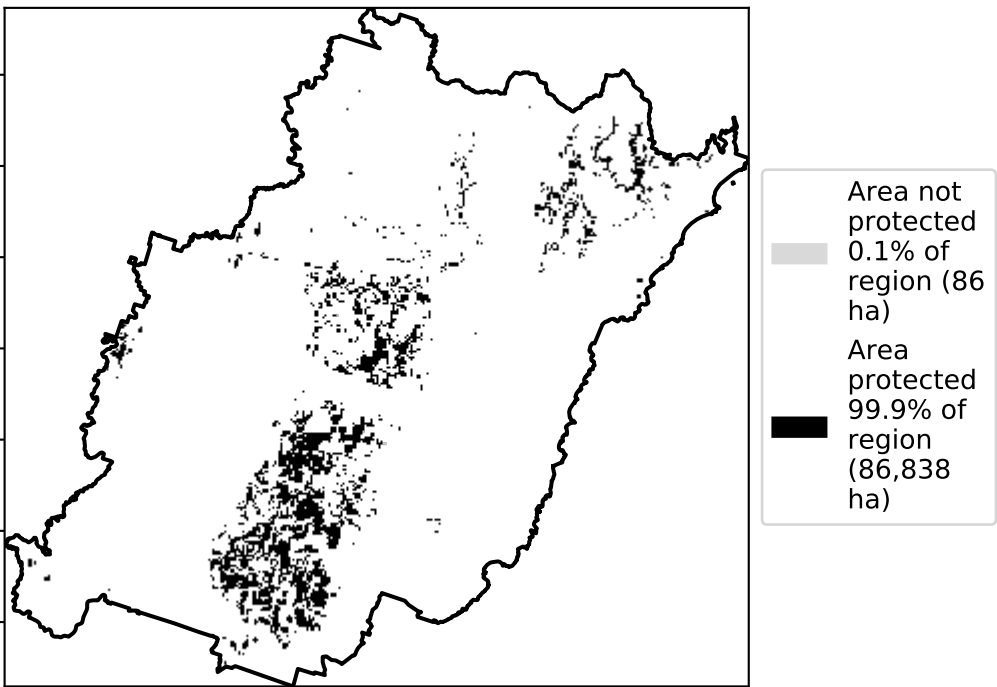 Area not
protected
0.1% of
region (86
ha)
Area
protected
99.9% of
region
(86,838
ha)